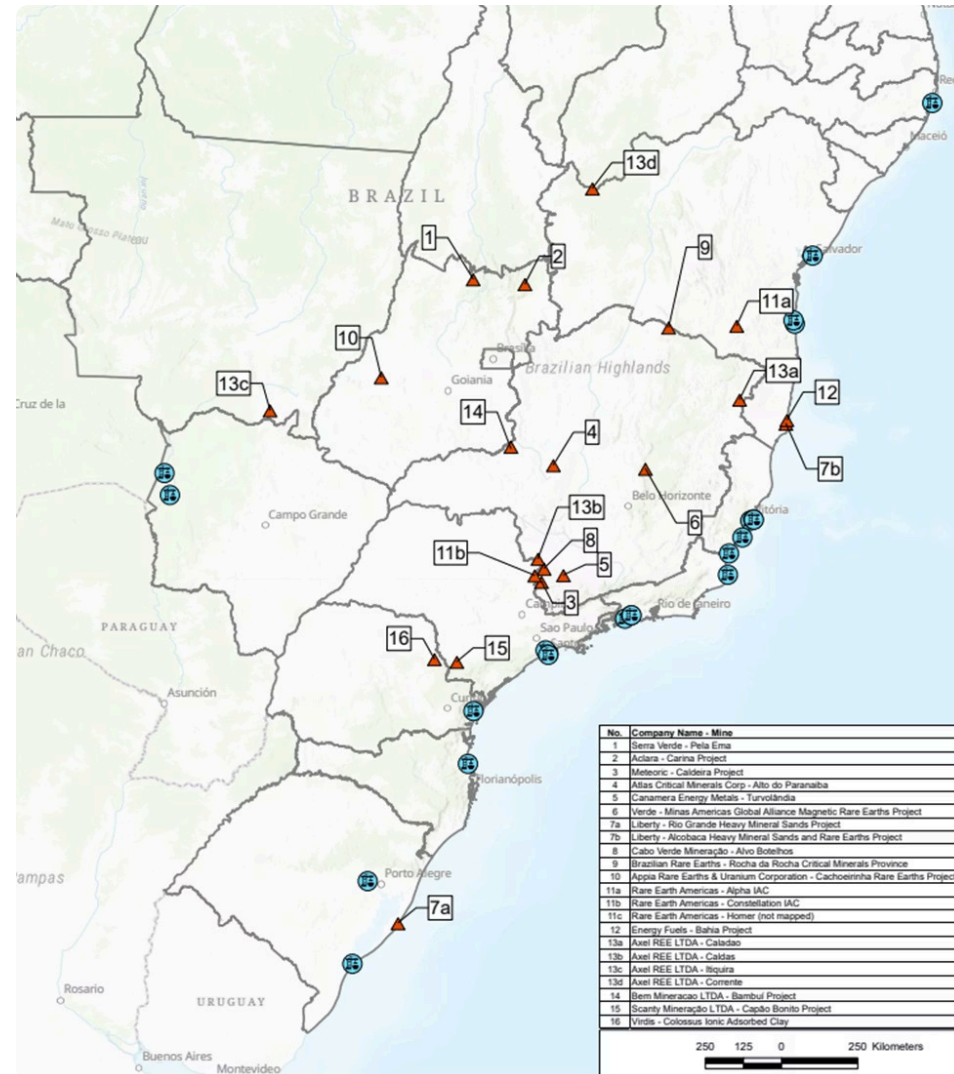 Re
Maceió
13d
BRAZIL
Mato Grosso Plateau
1
2
9
Salvador
11a
10
Brasília
Brazilian Highlands
Goiania
13a
13c
Cruz de la
12
14
4
7b
Belo Horizonte
6
Vitória
Campo Grande
13b
8
11b
5
3
Rio de Janeiro
Sao Paulo
PARAGUAY
an Chaco
16
15
Asunción
Florianópolis
ampas
Porto Alegre
7a
Rosario
URUGUAY
Buenos Aires
Montevideo
No. Company Name - Mine
1 Serra Verde - Pela Ema
2 Aclara - Carina Project
3 Meteoric - Caldeira Project
4 Atlas Critical Minerals Corp - Alto do Paranaiba
5 Canamera Energy Metals - Turvolândia
6 Verde - Minas Americas Global Alliance Magnetic Rare Earths Project
7a Liberty - Rio Grande Heavy Mineral Sands Project
7b Liberty - Alcobaca Heavy Mineral Sands and Rare Earths Project
8 Cabo Verde Mineração - Alvo Botelhos
9 Brazilian Rare Earths - Rocha da Rocha Critical Minerals Province
10 Appia Rare Earths & Uranium Corporation - Cachoeirinha Rare Earths Project
11a Rare Earth Americas - Alpha IAC
11b Rare Earth Americas - Constellation IAC
11c Rare Earth Americas - Homer (not mapped)
12 Energy Fuels - Bahia Project
13a Axel REE LTDA - Caladao
13b Axel REE LTDA - Caldas
13c Axel REE LTDA - Itiquira
13d Axel REE LTDA - Corrente
14 Bem Mineracao LTDA - Bambuí Project
15 Scanty Mineração LTDA - Capão Bonito Project
16 Virdis - Colossus Ionic Adsorbed Clay
250 125 0 250 Kilometers